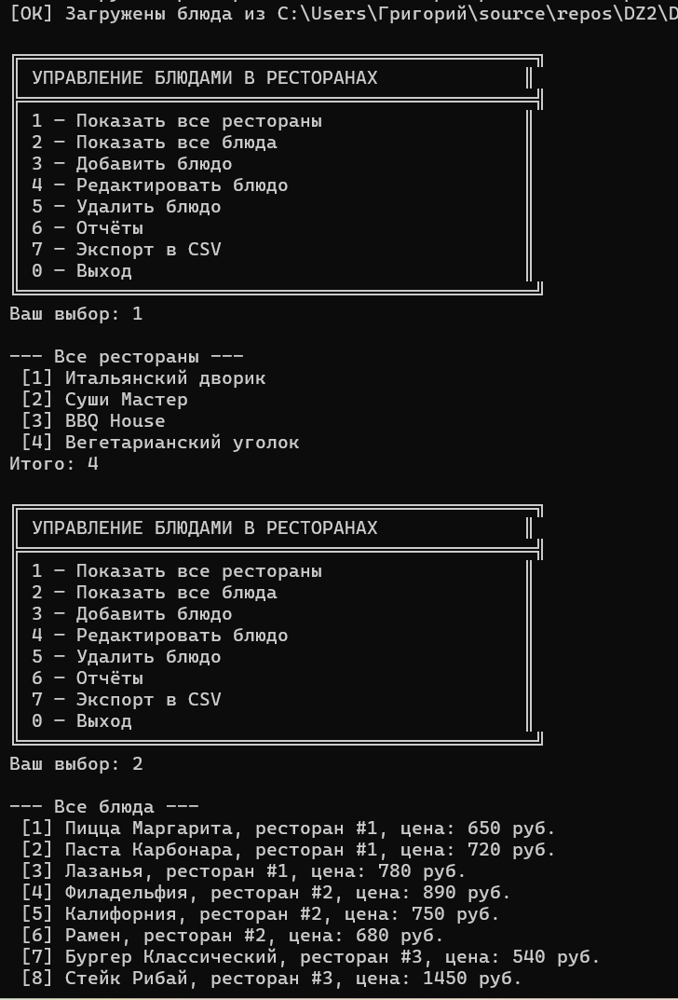 [ОК] Загружены блюда из C:\Users\Григорий\source\repos\DZ2\D
УПРАВЛЕНИЕ БЛЮДАМИ В РЕСТОРАНАХ
1 — Показать все рестораны
2 — Показать все блюда
3 — Добавить блюдо
4 — Редактировать блюдо
5 — Удалить блюдо
6 — Отчёты
7 — Экспорт в CSV
0 — Выход
Ваш выбор: 1
--- Все рестораны ---
[1] Итальянский дворик
[2] Суши Мастер
[3] BBQ House
[4] Вегетарианский уголок
Итого: 4
УПРАВЛЕНИЕ БЛЮДАМИ В РЕСТОРАНАХ
1 — Показать все рестораны
2 — Показать все блюда
3 — Добавить блюдо
4 — Редактировать блюдо
5 — Удалить блюдо
6 — Отчёты
7 — Экспорт в CSV
0 — Выход
Ваш выбор: 2
--- Все блюда ---
[1] Пицца Маргарита, ресторан #1, цена: 650 руб.
[2] Паста Карбонара, ресторан #1, цена: 720 руб.
[3] Лазанья, ресторан #1, цена: 780 руб.
[4] Филадельфия, ресторан #2, цена: 890 руб.
[5] Калифорния, ресторан #2, цена: 750 руб.
[6] Рамен, ресторан #2, цена: 680 руб.
[7] Бургер Классический, ресторан #3, цена: 540 руб.
[8] Стейк Рибай, ресторан #3, цена: 1450 руб.